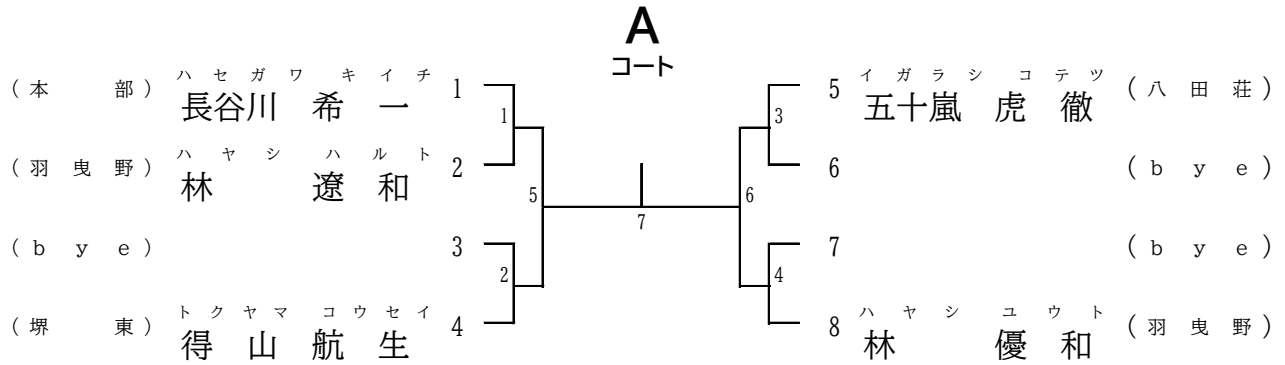 A
コート
ハセガワ キイチ
(本部) 長谷川 希一 1
ハヤシ ハルト
(羽曳野) 林 遼和 2
(bye) 3
トクヤマ コウセイ
(堺東) 得山 航生 4
1
2
5
7
6
3
4
イガラシ コテツ
5 五十嵐 虎徹 (八田荘)
6 (bye)
7 (bye)
ハヤシ ユウト
8 林 優和 (羽曳野)